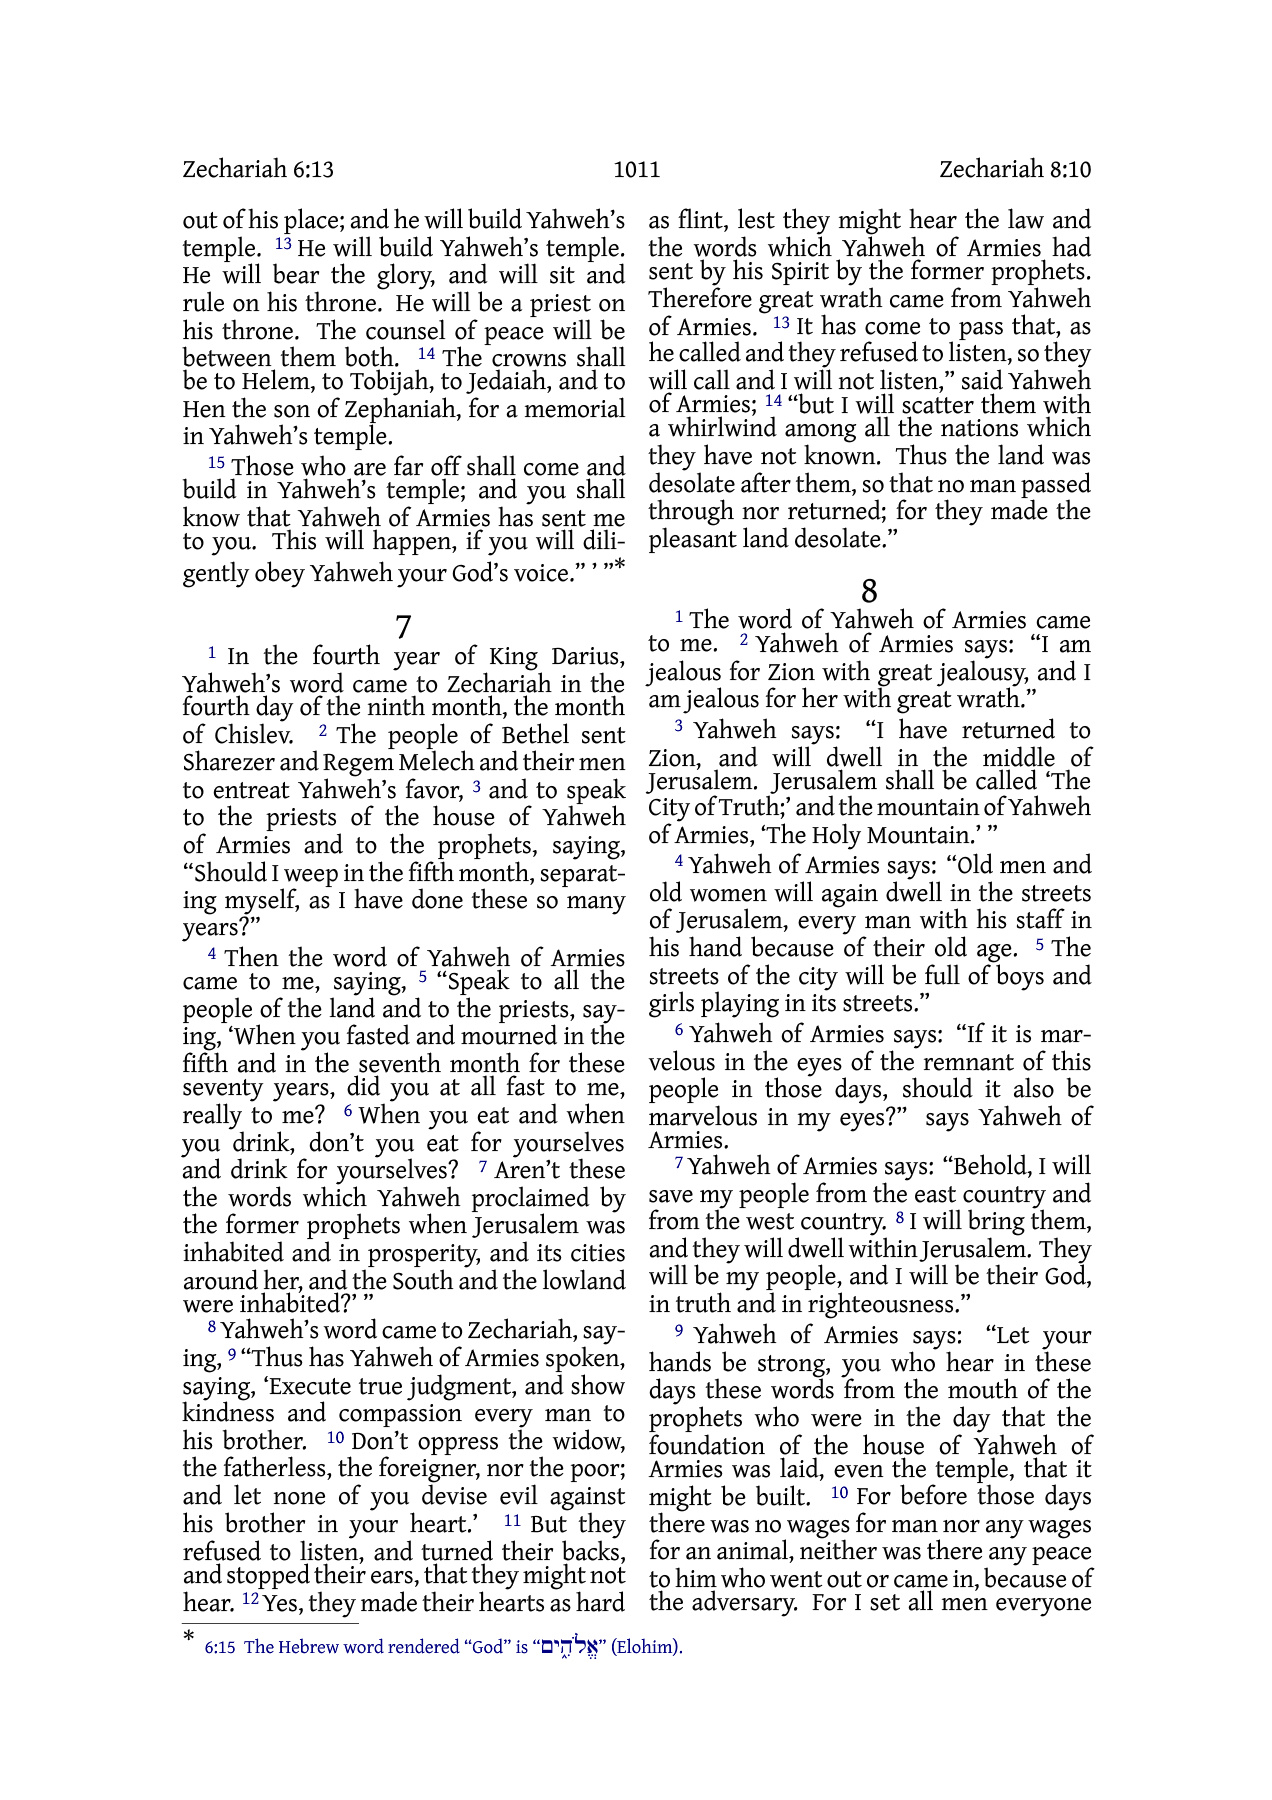 Zechariah 6:13 1011 Zechariah 8:10
out of his place; and he will build Yahweh’s
temple. 13 He will build Yahweh’s temple.
He will bear the glory, and will sit and
rule on his throne. He will be a priest on
his throne. The counsel of peace will be
between them both. 14 The crowns shall
be to Helem, to Tobijah, to Jedaiah, and to
Hen the son of Zephaniah, for a memorial
in Yahweh’s temple.
15 Those who are far off shall come and
build in Yahweh’s temple; and you shall
know that Yahweh of Armies has sent me
to you. This will happen, if you will dili-
gently obey Yahweh your God’s voice.” ’ ”*
7
1 In the fourth year of King Darius,
Yahweh’s word came to Zechariah in the
fourth day of the ninth month, the month
of Chislev. 2 The people of Bethel sent
Sharezer and Regem Melech and their men
to entreat Yahweh’s favor, 3 and to speak
to the priests of the house of Yahweh
of Armies and to the prophets, saying,
“Should I weep in the fifth month, separat-
ing myself, as I have done these so many
years?”
4 Then the word of Yahweh of Armies
came to me, saying, 5 “Speak to all the
people of the land and to the priests, say-
ing, ‘When you fasted and mourned in the
fifth and in the seventh month for these
seventy years, did you at all fast to me,
really to me? 6 When you eat and when
you drink, don’t you eat for yourselves
and drink for yourselves? 7 Aren’t these
the words which Yahweh proclaimed by
the former prophets when Jerusalem was
inhabited and in prosperity, and its cities
around her, and the South and the lowland
were inhabited?’ ”
8 Yahweh’s word came to Zechariah, say-
ing, 9 “Thus has Yahweh of Armies spoken,
saying, ‘Execute true judgment, and show
kindness and compassion every man to
his brother. 10 Don’t oppress the widow,
the fatherless, the foreigner, nor the poor;
and let none of you devise evil against
his brother in your heart.’ 11 But they
refused to listen, and turned their backs,
and stopped their ears, that they might not
hear. 12 Yes, they made their hearts as hard
as flint, lest they might hear the law and
the words which Yahweh of Armies had
sent by his Spirit by the former prophets.
Therefore great wrath came from Yahweh
of Armies. 13 It has come to pass that, as
he called and they refused to listen, so they
will call and I will not listen,” said Yahweh
of Armies; 14 “but I will scatter them with
a whirlwind among all the nations which
they have not known. Thus the land was
desolate after them, so that no man passed
through nor returned; for they made the
pleasant land desolate.”
8
1 The word of Yahweh of Armies came
to me. 2 Yahweh of Armies says: “I am
jealous for Zion with great jealousy, and I
am jealous for her with great wrath.”
3 Yahweh says: “I have returned to
Zion, and will dwell in the middle of
Jerusalem. Jerusalem shall be called ‘The
City of Truth;’ and the mountain of Yahweh
of Armies, ‘The Holy Mountain.’ ”
4 Yahweh of Armies says: “Old men and
old women will again dwell in the streets
of Jerusalem, every man with his staff in
his hand because of their old age. 5 The
streets of the city will be full of boys and
girls playing in its streets.”
6 Yahweh of Armies says: “If it is mar-
velous in the eyes of the remnant of this
people in those days, should it also be
marvelous in my eyes?” says Yahweh of
Armies.
7 Yahweh of Armies says: “Behold, I will
save my people from the east country and
from the west country. 8 I will bring them,
and they will dwell within Jerusalem. They
will be my people, and I will be their God,
in truth and in righteousness.”
9 Yahweh of Armies says: “Let your
hands be strong, you who hear in these
days these words from the mouth of the
prophets who were in the day that the
foundation of the house of Yahweh of
Armies was laid, even the temple, that it
might be built. 10 For before those days
there was no wages for man nor any wages
for an animal, neither was there any peace
to him who went out or came in, because of
the adversary. For I set all men everyone
* 6:15 The Hebrew word rendered “God” is “אֱלֹהִ֑ים” (Elohim).